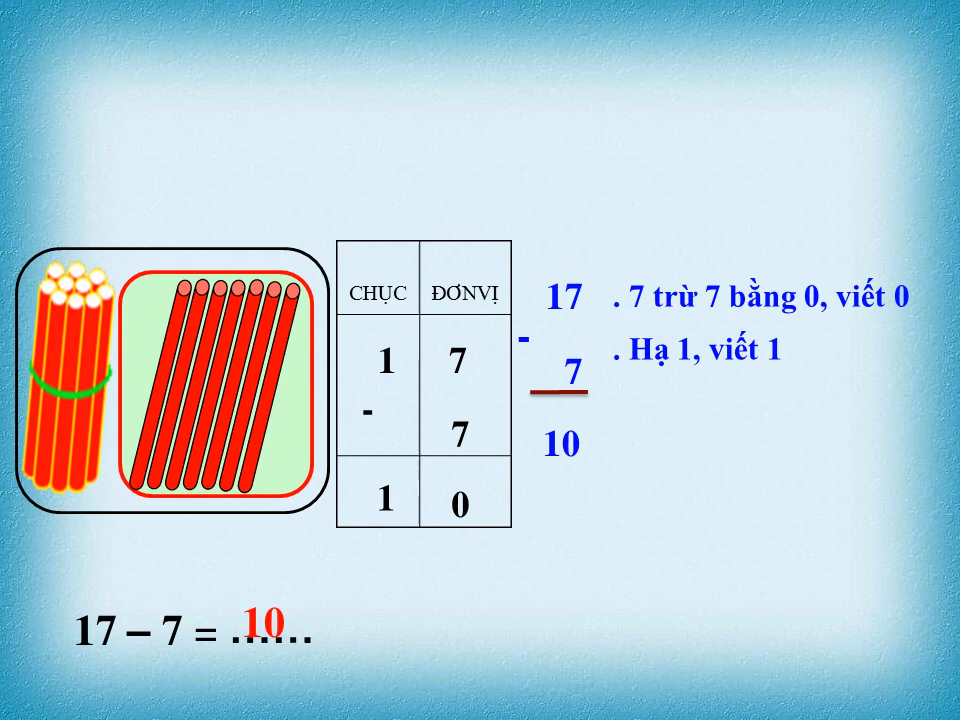 CHỤC ĐƠNVỊ
1 7
-
7
1 0
17
-
7
10
. 7 trừ 7 bằng 0, viết 0
. Hạ 1, viết 1
17 – 7 = ...... 10